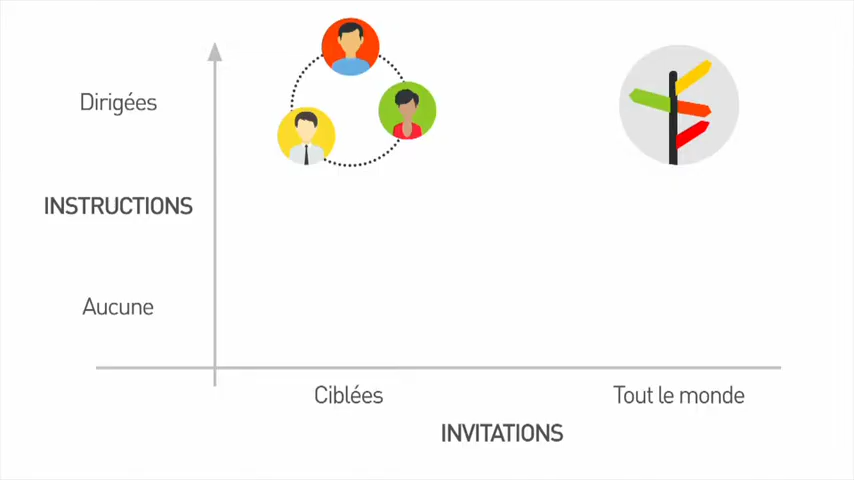 Dirigées
INSTRUCTIONS
Aucune
Ciblées
Tout le monde
INVITATIONS